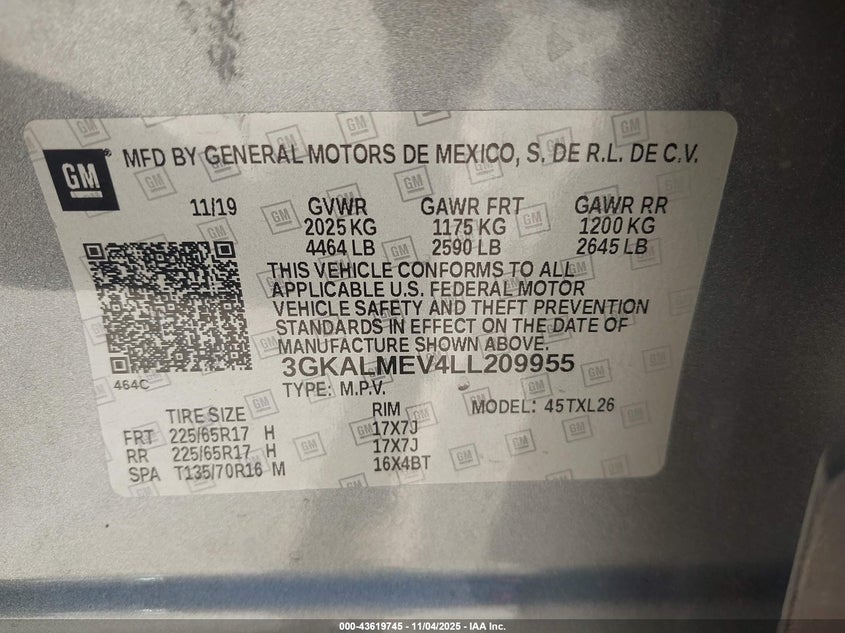 GM
MFD BY GENERAL MOTORS DE MEXICO, S. DE R.L. DE C.V.
11/19 GVWR GAWR FRT GAWR RR
2025 KG 1175 KG 1200 KG
4464 LB 2590 LB 2645 LB
THIS VEHICLE CONFORMS TO ALL
APPLICABLE U.S. FEDERAL MOTOR
VEHICLE SAFETY AND THEFT PREVENTION
STANDARDS IN EFFECT ON THE DATE OF
MANUFACTURE SHOWN ABOVE.
3GKALMEV4LL209955
464C
TYPE: M.P.V.
TIRE SIZE RIM MODEL: 45TXL26
FRT 225/65R17 H 17X7J
RR 225/65R17 H 17X7J
SPA T135/70R16 M 16X4BT
000-43619745 - 11/04/2025 - IAA Inc.